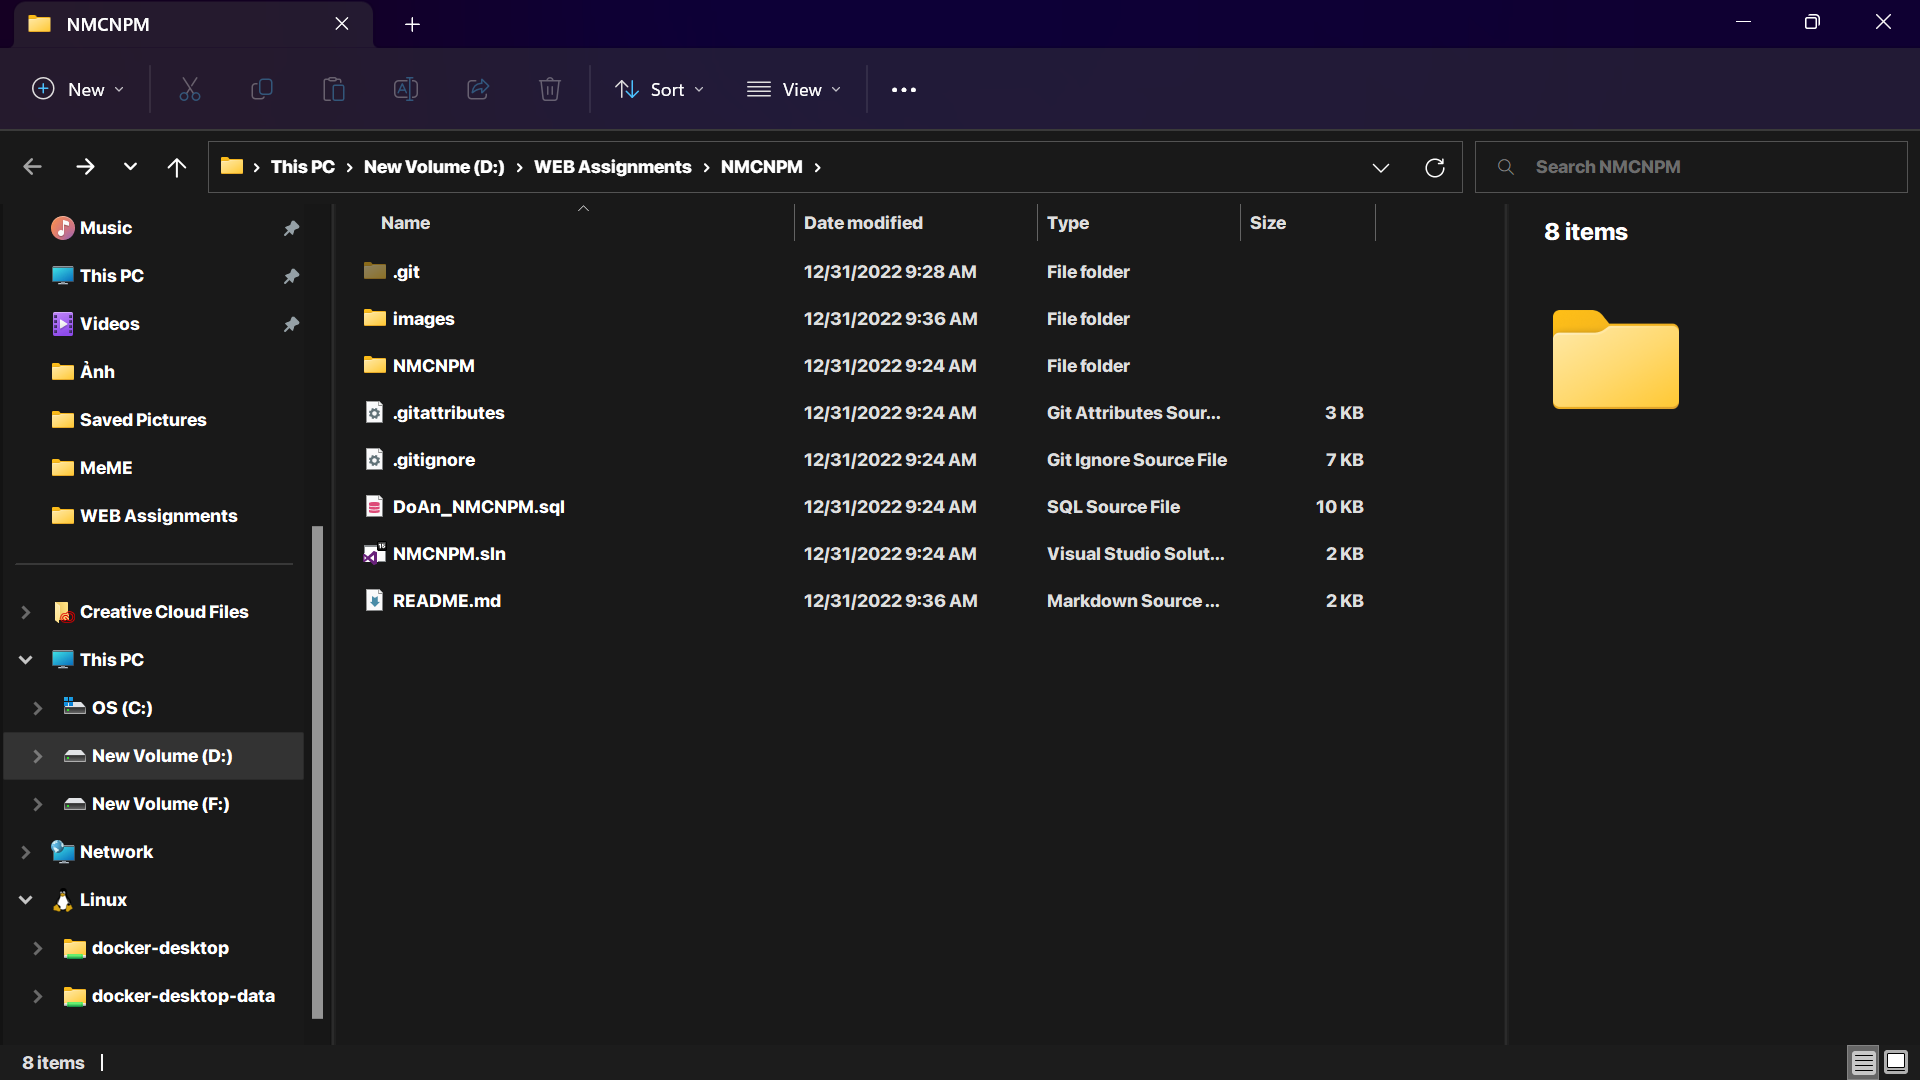 NMCNPM
New
Sort
View
This PC > New Volume (D:) > WEB Assignments > NMCNPM >
Search NMCNPM
Music
This PC
Videos
Ảnh
Saved Pictures
MeME
WEB Assignments
Creative Cloud Files
This PC
OS (C:)
New Volume (D:)
New Volume (F:)
Network
Linux
docker-desktop
docker-desktop-data
Name Date modified Type Size
.git 12/31/2022 9:28 AM File folder
images 12/31/2022 9:36 AM File folder
NMCNPM 12/31/2022 9:24 AM File folder
.gitattributes 12/31/2022 9:24 AM Git Attributes Sour... 3 KB
.gitignore 12/31/2022 9:24 AM Git Ignore Source File 7 KB
DoAn_NMCNPM.sql 12/31/2022 9:24 AM SQL Source File 10 KB
NMCNPM.sln 12/31/2022 9:24 AM Visual Studio Solut... 2 KB
README.md 12/31/2022 9:36 AM Markdown Source ... 2 KB
8 items
8 items